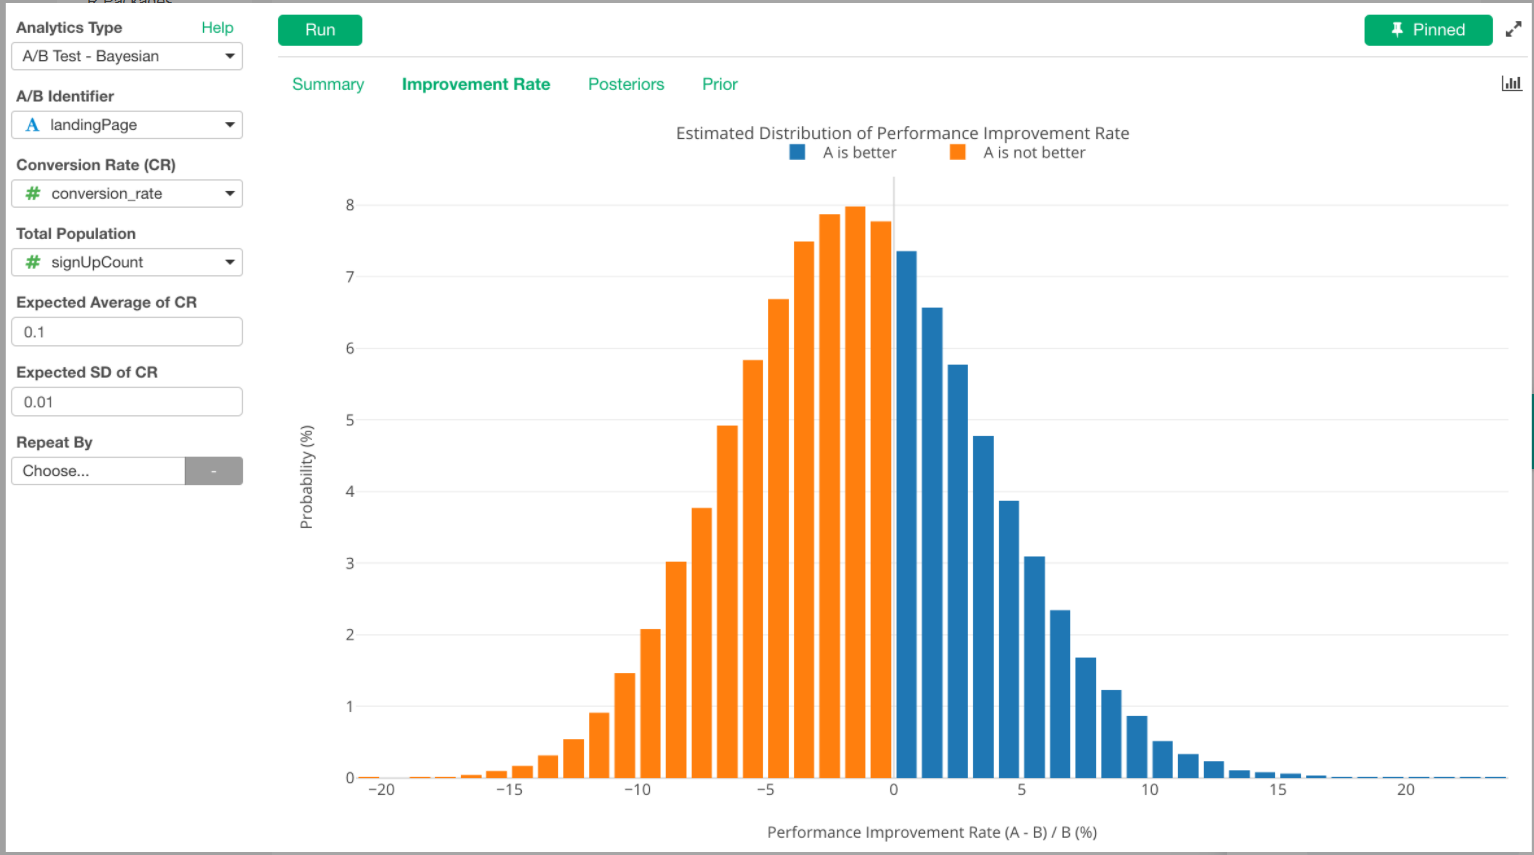 R Packages
Analytics Type Help
A/B Test - Bayesian
A/B Identifier
A landingPage
Conversion Rate (CR)
# conversion_rate
Total Population
# signUpCount
Expected Average of CR
0.1
Expected SD of CR
0.01
Repeat By
Choose... -
Run
Pinned
Summary Improvement Rate Posteriors Prior
Estimated Distribution of Performance Improvement Rate
A is better A is not better
8
7
6
5
4
3
2
1
0
Probability (%)
−20 −15 −10 −5 0 5 10 15 20
Performance Improvement Rate (A - B) / B (%)